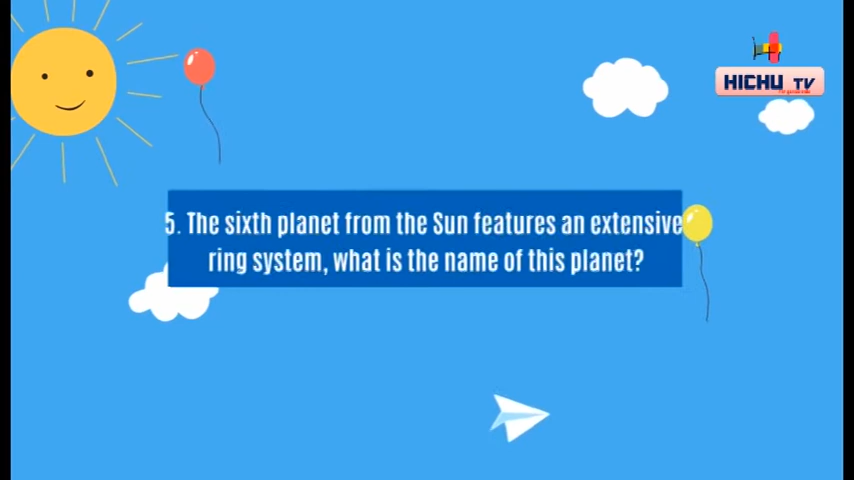 HICHU TV
5. The sixth planet from the Sun features an extensive
ring system, what is the name of this planet?